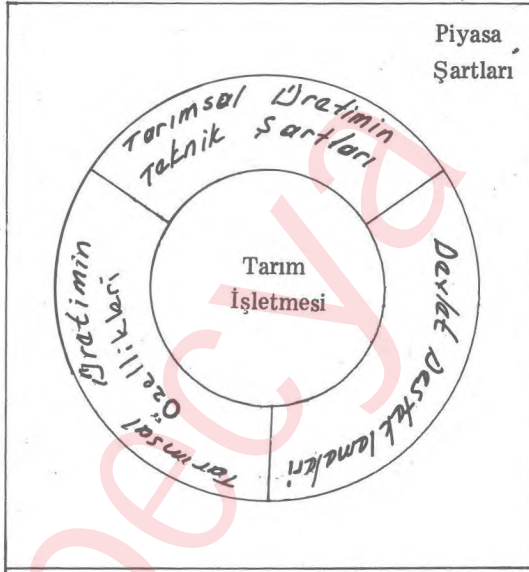 Piyasa
Şartları
Tarımsal Üretimin
Teknik Şartları
Tarım
İşletmesi
Devlet Desteklemeleri
Tarımsal Üretimin
Özellikleri